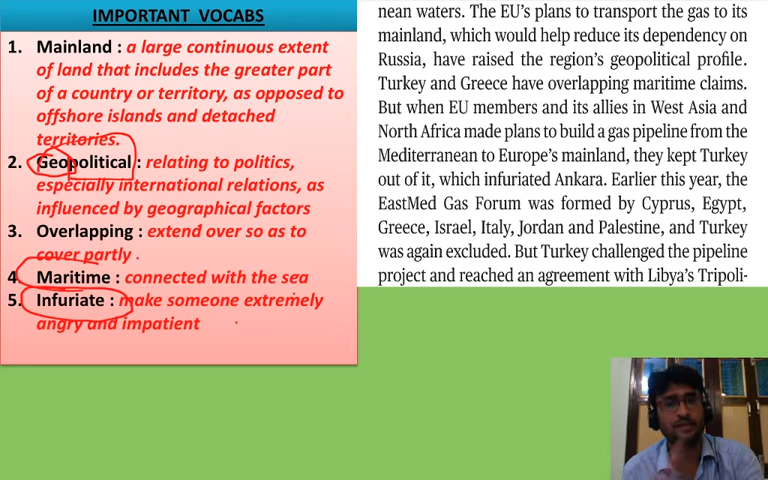 IMPORTANT VOCABS
1. Mainland : a large continuous extent
of land that includes the greater part
of a country or territory, as opposed to
offshore islands and detached
territories.
2. Geopolitical : relating to politics,
especially international relations, as
influenced by geographical factors
3. Overlapping : extend over so as to
cover partly .
4. Maritime : connected with the sea
5. Infuriate : make someone extremely
angry and impatient
nean waters. The EU's plans to transport the gas to its
mainland, which would help reduce its dependency on
Russia, have raised the region's geopolitical profile.
Turkey and Greece have overlapping maritime claims.
But when EU members and its allies in West Asia and
North Africa made plans to build a gas pipeline from the
Mediterranean to Europe's mainland, they kept Turkey
out of it, which infuriated Ankara. Earlier this year, the
EastMed Gas Forum was formed by Cyprus, Egypt,
Greece, Israel, Italy, Jordan and Palestine, and Turkey
was again excluded. But Turkey challenged the pipeline
project and reached an agreement with Libya's Tripoli-